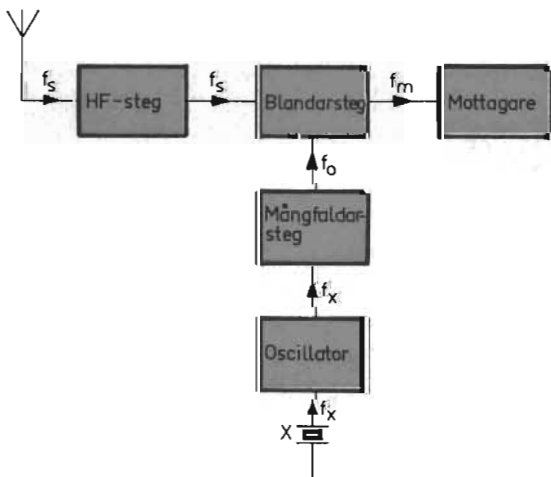 fs
HF-steg
fs
Blandarsteg
fm
Mottagare
fo
Mångfaldar-
steg
fx
Oscillator
fx
X